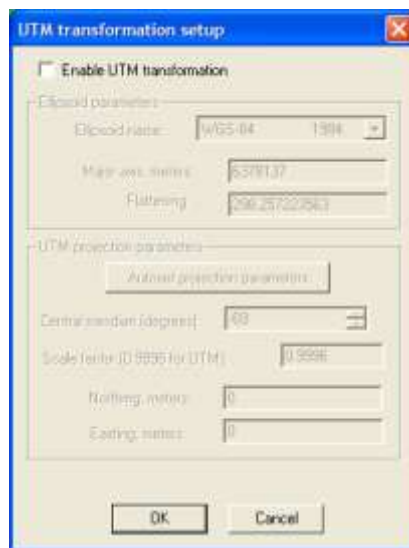 UTM transformation setup
Enable UTM transformation
Ellipsoid parameters
Ellipsoid name: WGS-84 1984
Major axis, meters: 6378137
Flattening: 298.257223563
UTM projection parameters
Autoset projection parameters
Central meridian (degrees):
Scale factor (0.9996 for UTM): 0.9996
Northing, meters: 0
Easting, meters: 0
OK Cancel